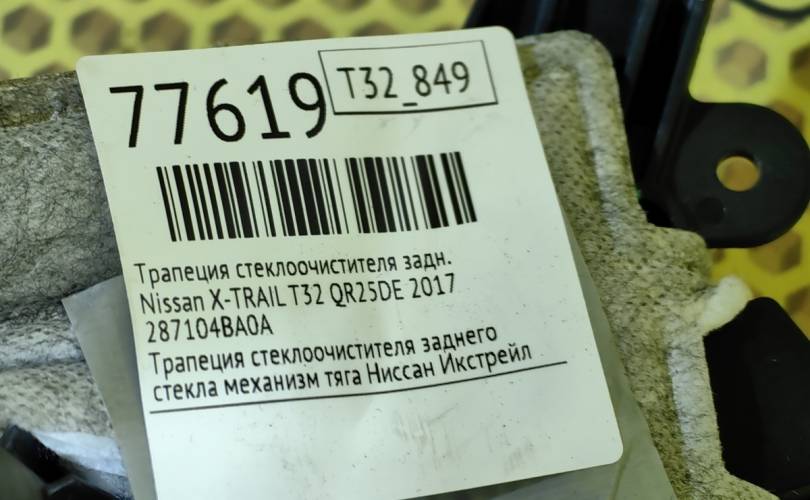 77619
T32_849
Трапеция стеклоочистителя задн.
Nissan X-TRAIL T32 QR25DE 2017
287104BA0A
Трапеция стеклоочистителя заднего
стекла механизм тяга Ниссан Икстрейл